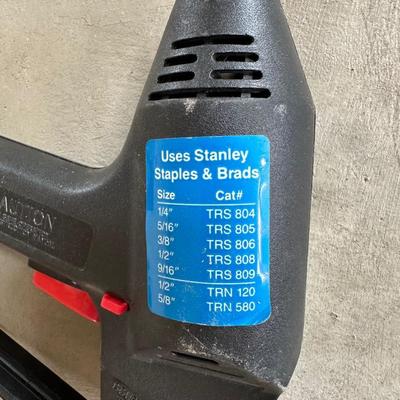 Uses Stanley
Staples & Brads
Size Cat#
1/4" TRS 804
5/16" TRS 805
3/8" TRS 806
1/2" TRS 808
9/16" TRS 809
1/2" TRN 120
5/8" TRN 580